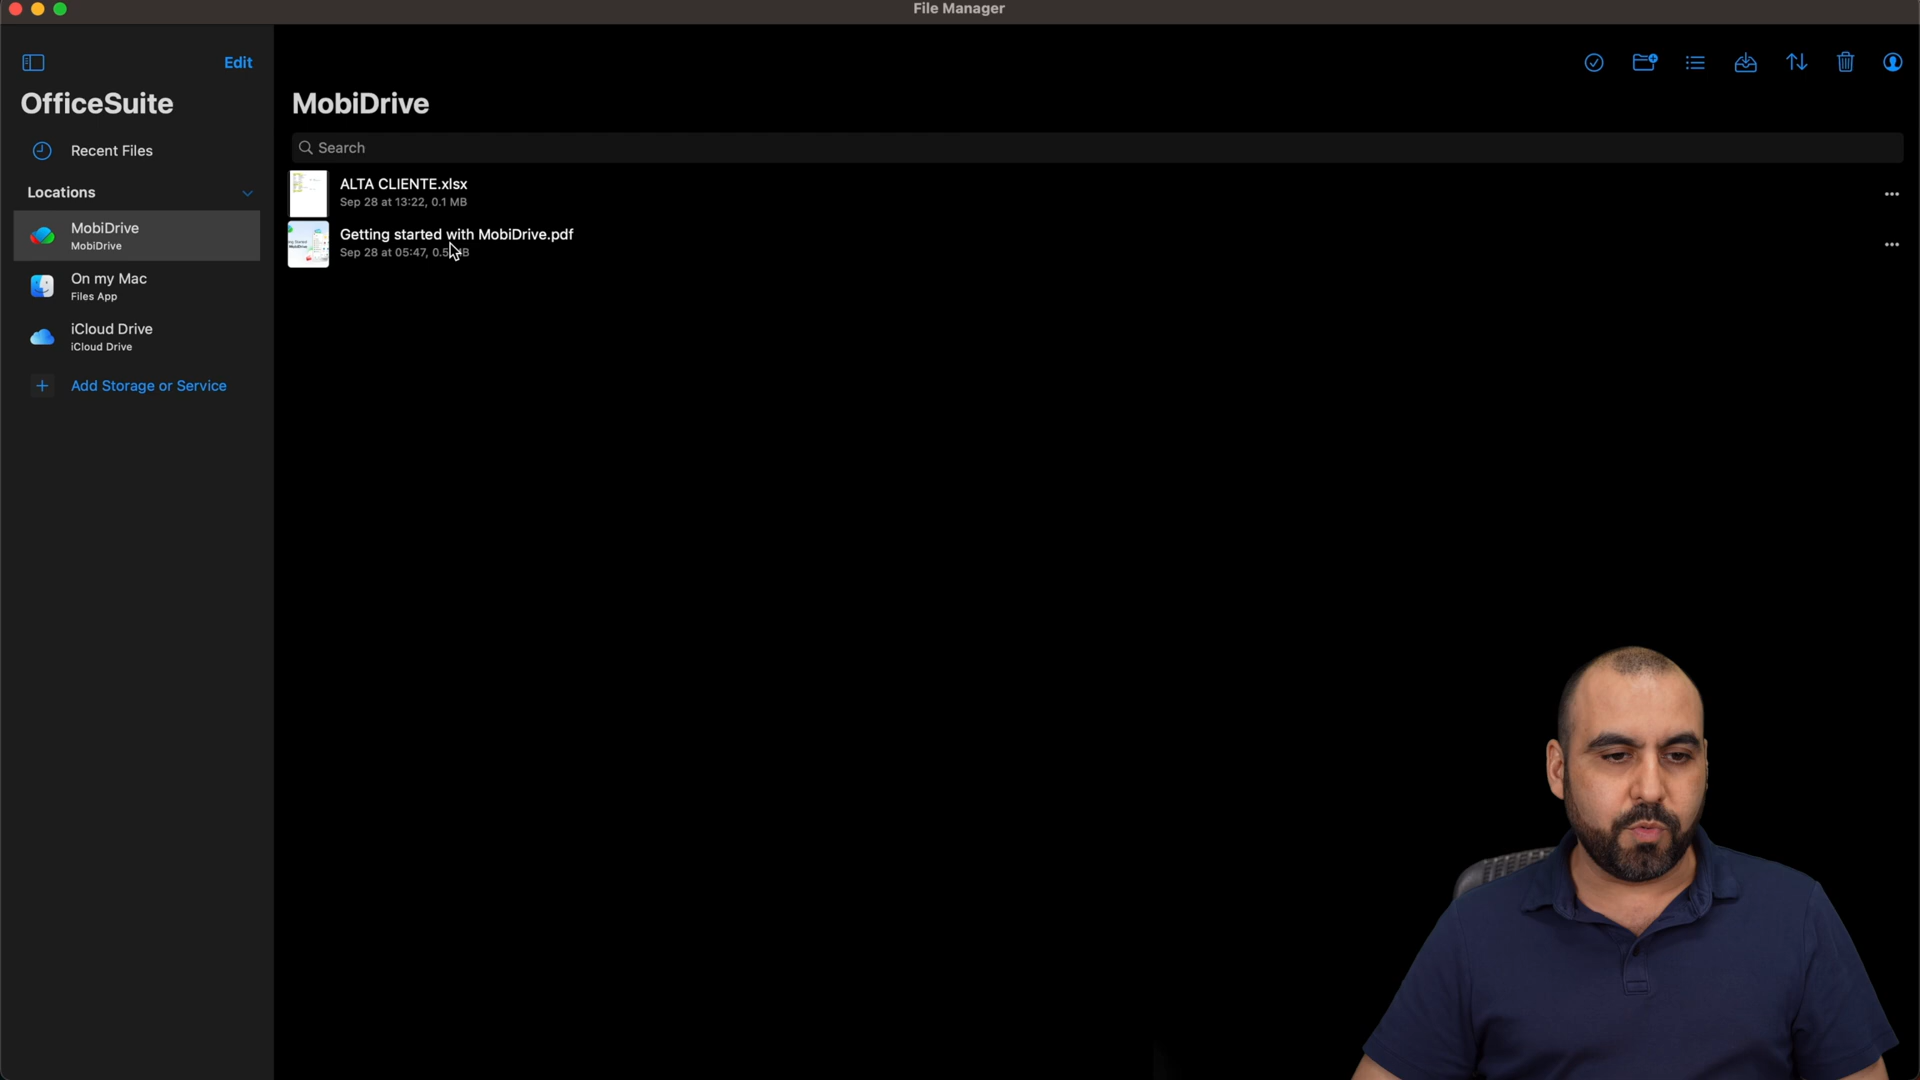 File Manager
Edit
OfficeSuite
Recent Files
Locations
MobiDrive
MobiDrive
On my Mac
Files App
iCloud Drive
iCloud Drive
Add Storage or Service
MobiDrive
Search
ALTA CLIENTE.xlsx
Sep 28 at 13:22, 0.1 MB
Getting started with MobiDrive.pdf
Sep 28 at 05:47,